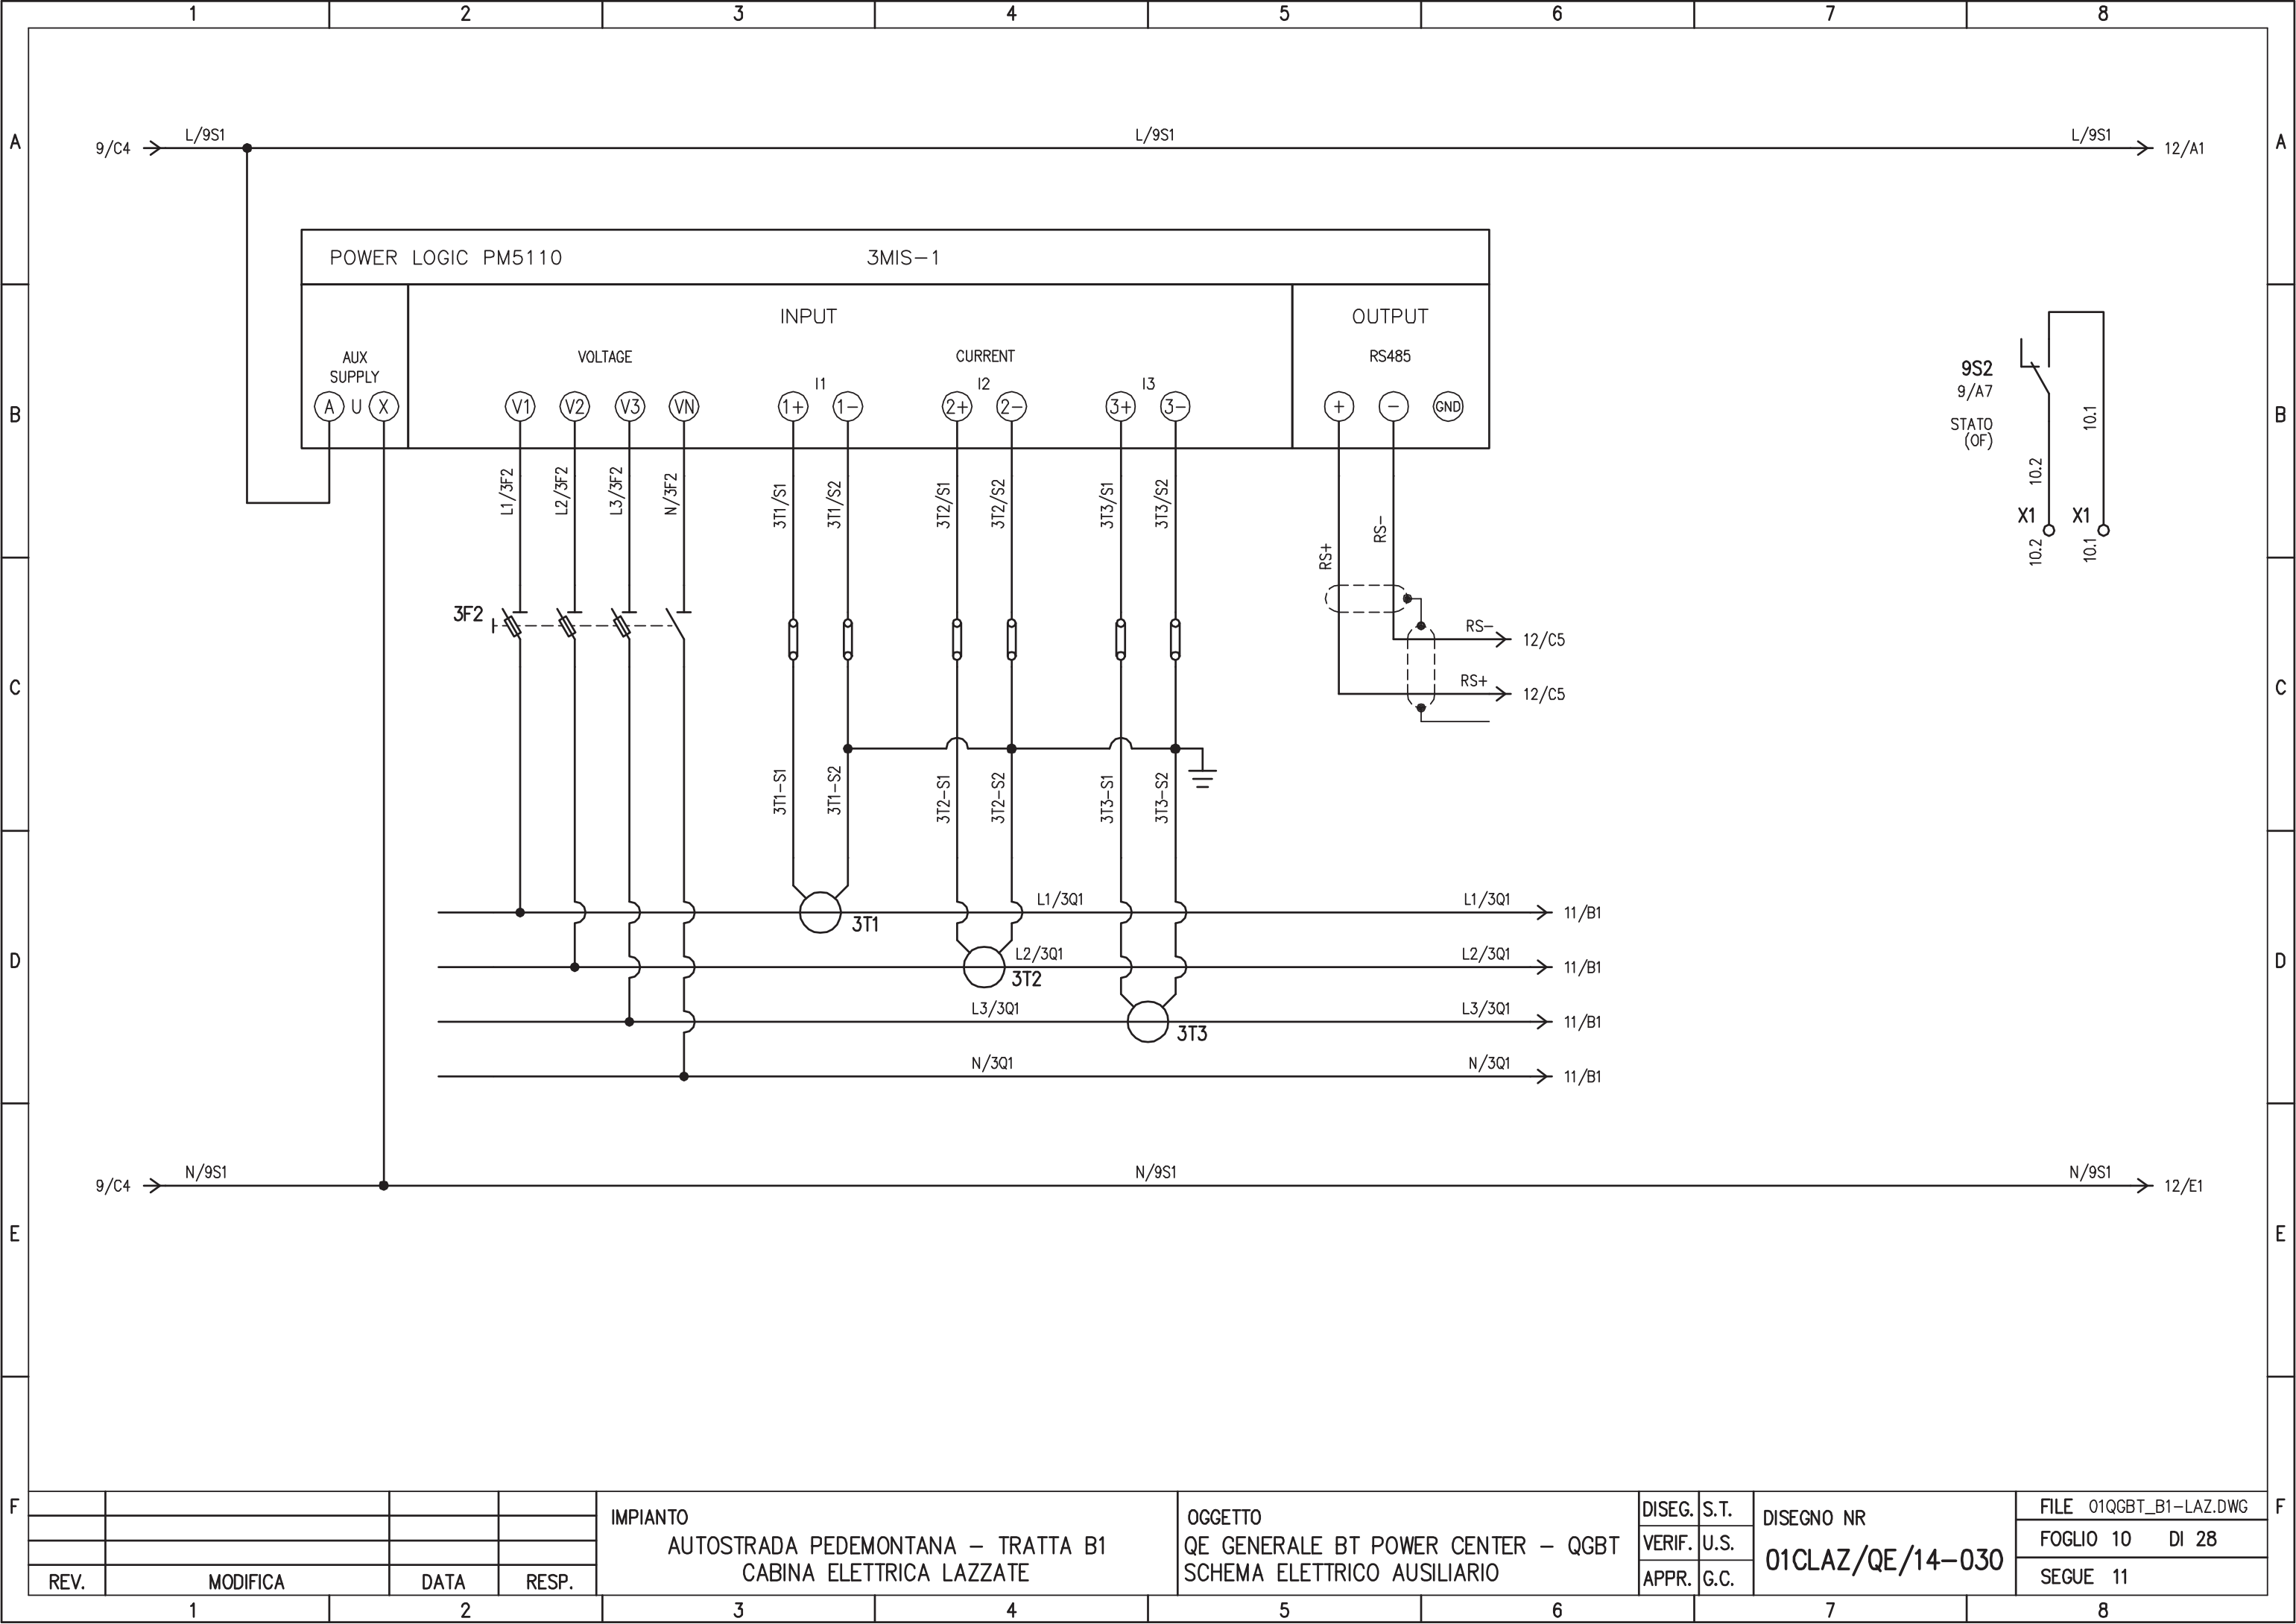 1 2 3 4 5 6 7 8
A A
9/C4 L/9S1 L/9S1 L/9S1 12/A1
POWER LOGIC PM5110 3MIS-1
INPUT OUTPUT
AUX SUPPLY VOLTAGE CURRENT RS485
I1 I2 I3
A U X V1 V2 V3 VN 1+ 1- 2+ 2- 3+ 3- + - GND
B B
9S2
9/A7
STATO
(OF)
10.1
10.2
X1 X1
10.2 10.1
L1/3F2 L2/3F2 L3/3F2 N/3F2 3T1/S1 3T1/S2 3T2/S1 3T2/S2 3T3/S1 3T3/S2 RS+ RS-
3F2
RS- 12/C5
RS+ 12/C5
C C
3T1-S1 3T1-S2 3T2-S1 3T2-S2 3T3-S1 3T3-S2
3T1 L1/3Q1 L1/3Q1 11/B1
D D
3T2 L2/3Q1 L2/3Q1 11/B1
L3/3Q1 3T3 L3/3Q1 11/B1
N/3Q1 N/3Q1 11/B1
9/C4 N/9S1 N/9S1 N/9S1 12/E1
E E
F F
REV. MODIFICA DATA RESP.
IMPIANTO
AUTOSTRADA PEDEMONTANA - TRATTA B1
CABINA ELETTRICA LAZZATE
OGGETTO
QE GENERALE BT POWER CENTER - QGBT
SCHEMA ELETTRICO AUSILIARIO
DISEG. S.T.
VERIF. U.S.
APPR. G.C.
DISEGNO NR
01CLAZ/QE/14-030
FILE 01QGBT_B1-LAZ.DWG
FOGLIO 10 DI 28
SEGUE 11
1 2 3 4 5 6 7 8